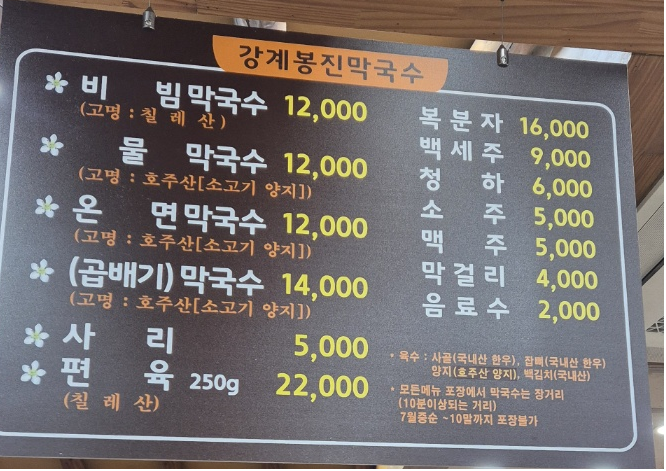 강계봉진막국수
비 빔막국수 12,000
(고명 : 칠 레 산)
물 막국수 12,000
(고명 : 호주산[소고기 양지])
온 면막국수 12,000
(고명 : 호주산[소고기 양지])
(곱배기)막국수 14,000
(고명 : 호주산[소고기 양지])
사 리 5,000
편 육 250g 22,000
(칠 레 산)
복분자 16,000
백세주 9,000
청 하 6,000
소 주 5,000
맥 주 5,000
막걸리 4,000
음료수 2,000
· 육수 : 사골(국내산 한우), 잡뼈(국내산 한우)
양지(호주산 양지), 백김치(국내산)
· 모든메뉴 포장에서 막국수는 장거리
(10분이상되는 거리)
7월중순 ~10말까지 포장불가